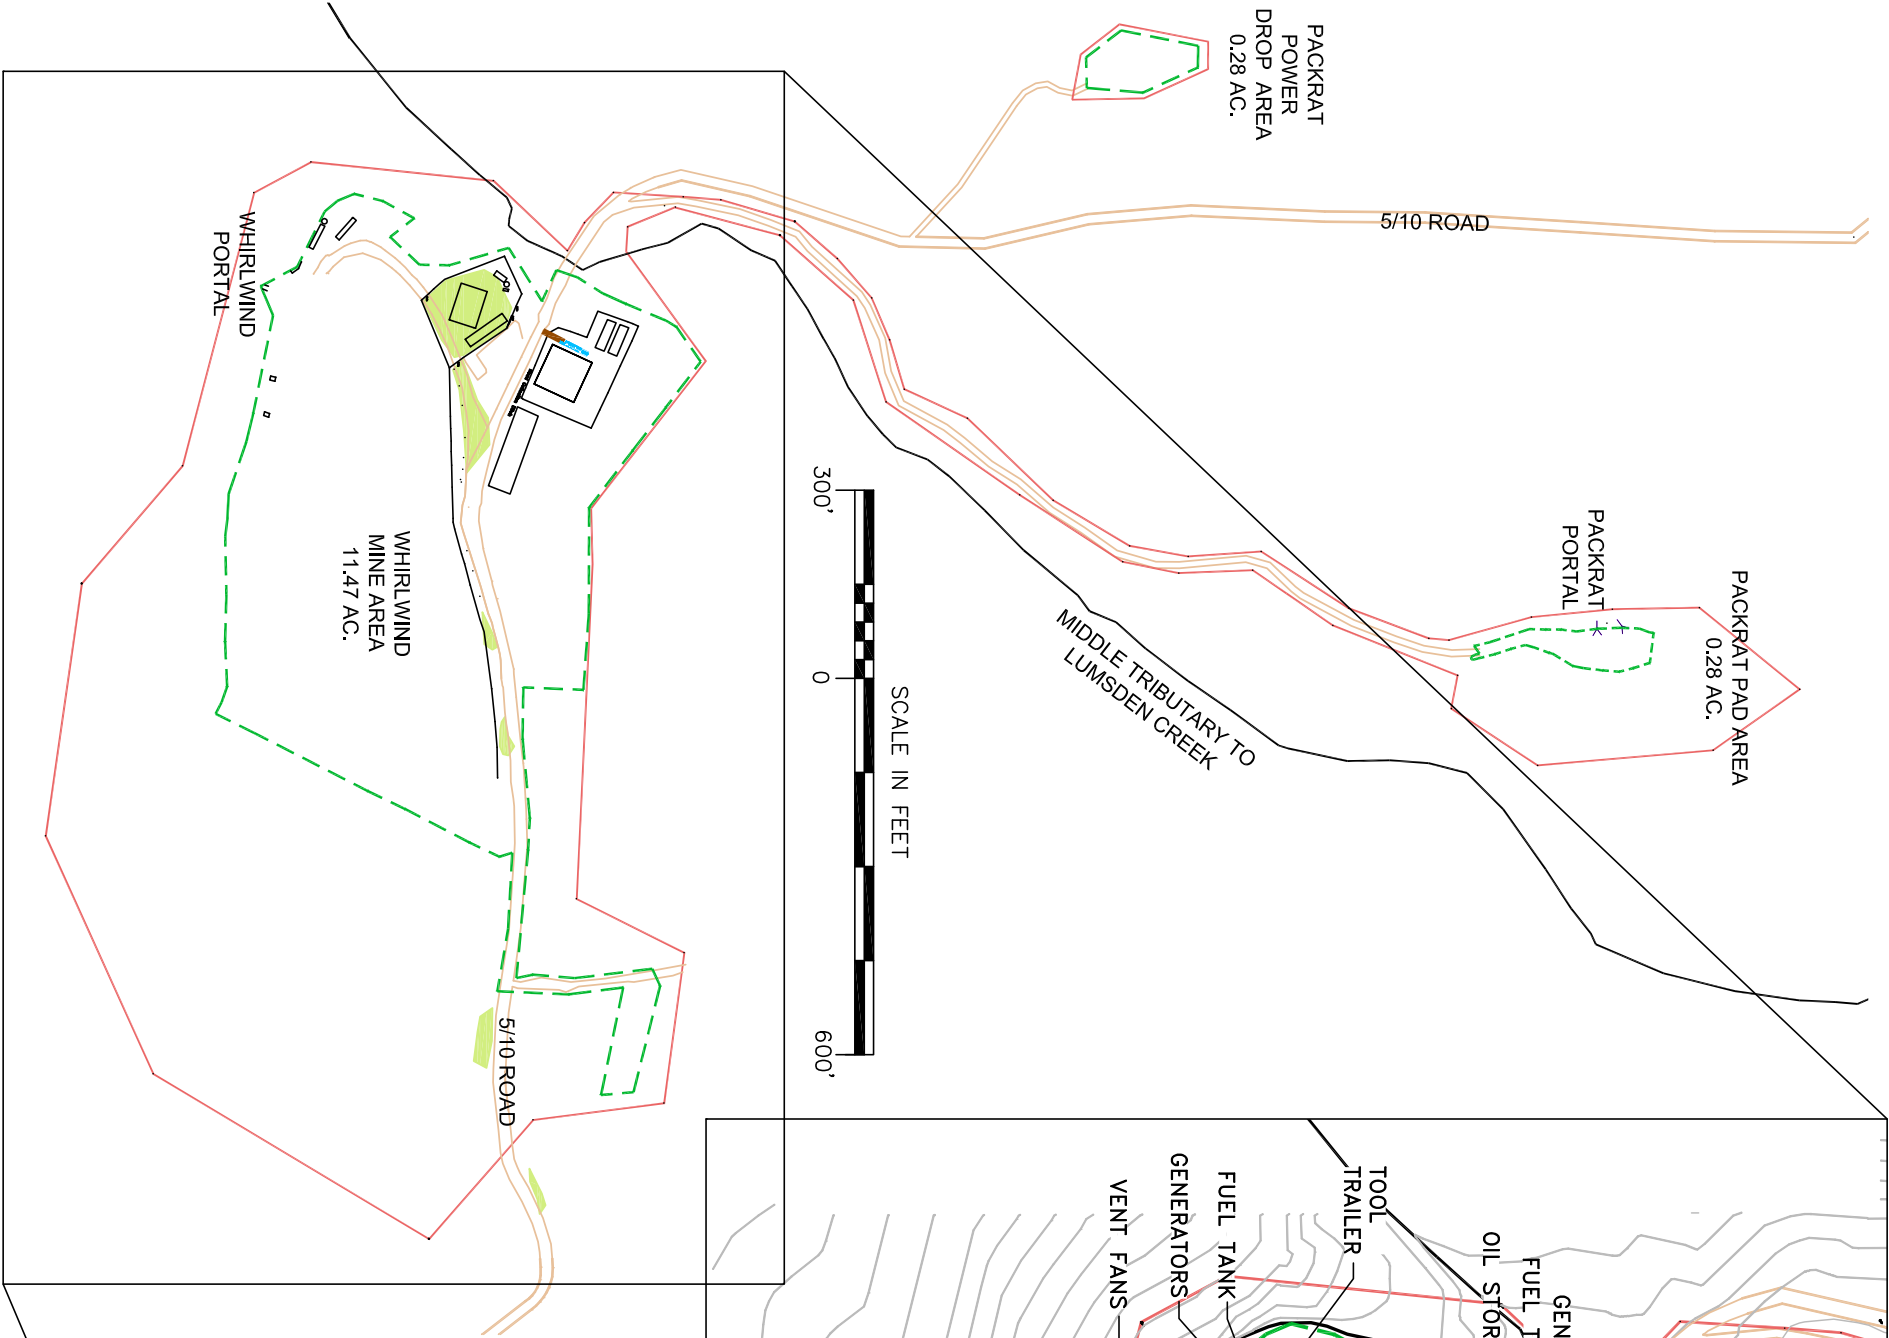 PACKRAT
POWER
DROP AREA
0.28 AC.
5/10 ROAD
WHIRLWIND
PORTAL
PACKRAT
PORTAL
PACKRAT PAD AREA
0.28 AC.
WHIRLWIND
MINE AREA
11.47 AC.
MIDDLE TRIBUTARY TO
LUMSDEN CREEK
SCALE IN FEET
300'
0
600'
5/10 ROAD
TOOL
TRAILER
FUEL TANK
GENERATORS
VENT FANS
OIL STOR
FUEL T
GEN